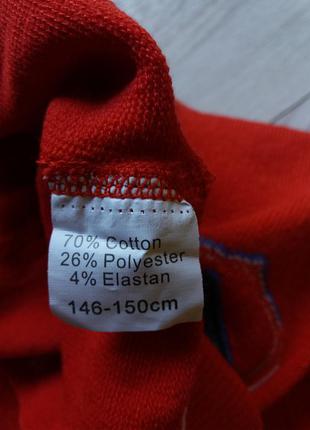 70% Cotton
26% Polyester
4% Elastan
146-150cm